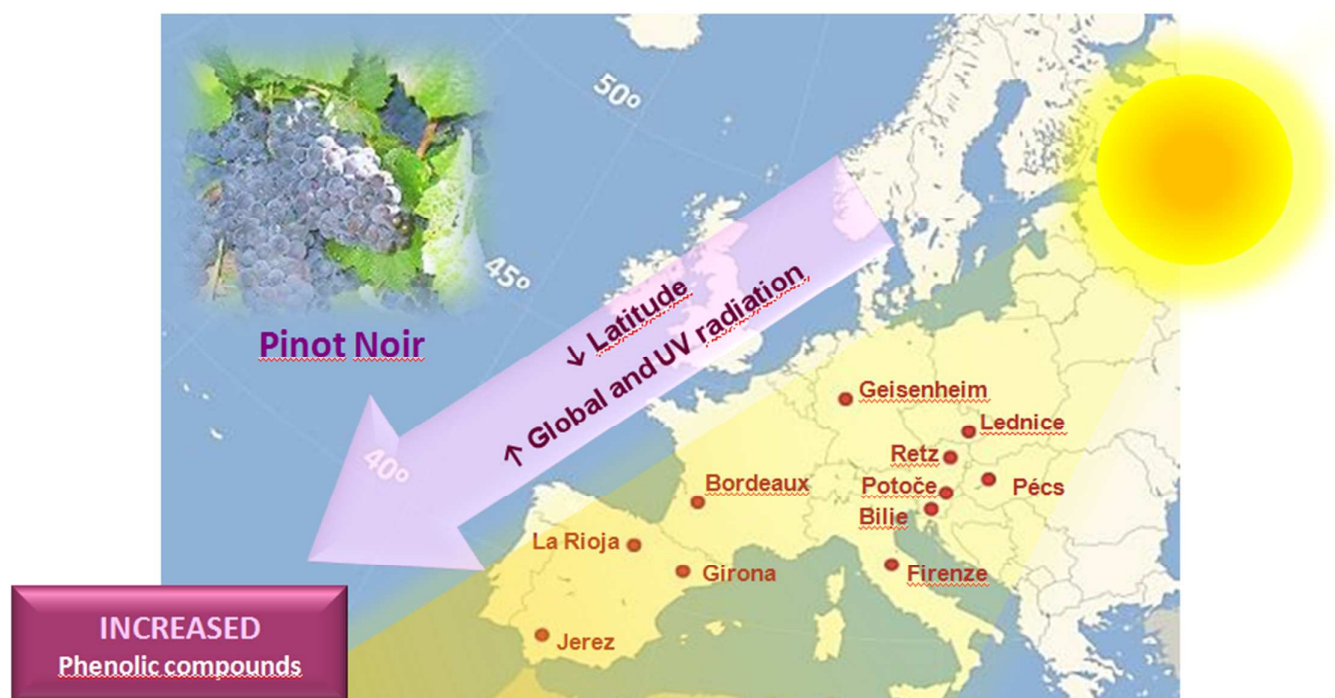 50º
45º
Pinot Noir
↓ Latitude
↑ Global and UV radiation
40º
Geisenheim
Lednice
Retz
Bordeaux
Potoče
Pécs
Bilje
La Rioja
Girona
Firenze
Jerez
INCREASED
Phenolic compounds